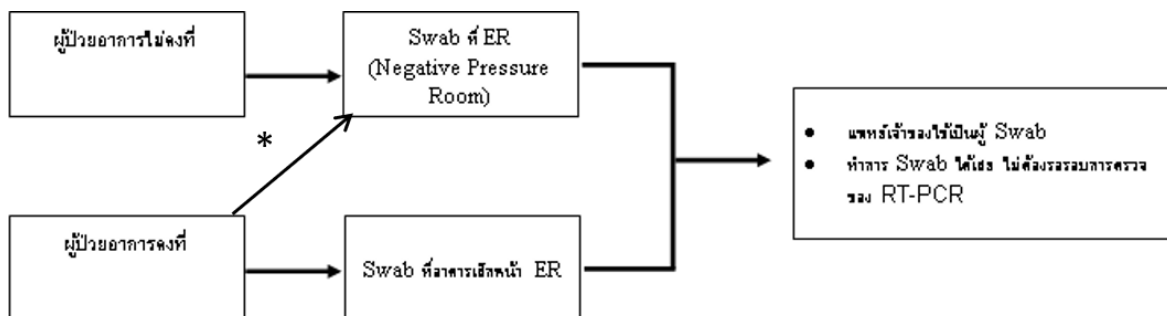 ผู้ป่วยอาการไม่คงที่
Swab ที่ ER
(Negative Pressure
Room)
*
ผู้ป่วยอาการคงที่
Swab ที่อาคารเล็กหน้า ER
• แพทย์เจ้าของไข้เป็นผู้ Swab
• ทำการ Swab ได้เลย ไม่ต้องรอรอบการตรวจ
ของ RT-PCR